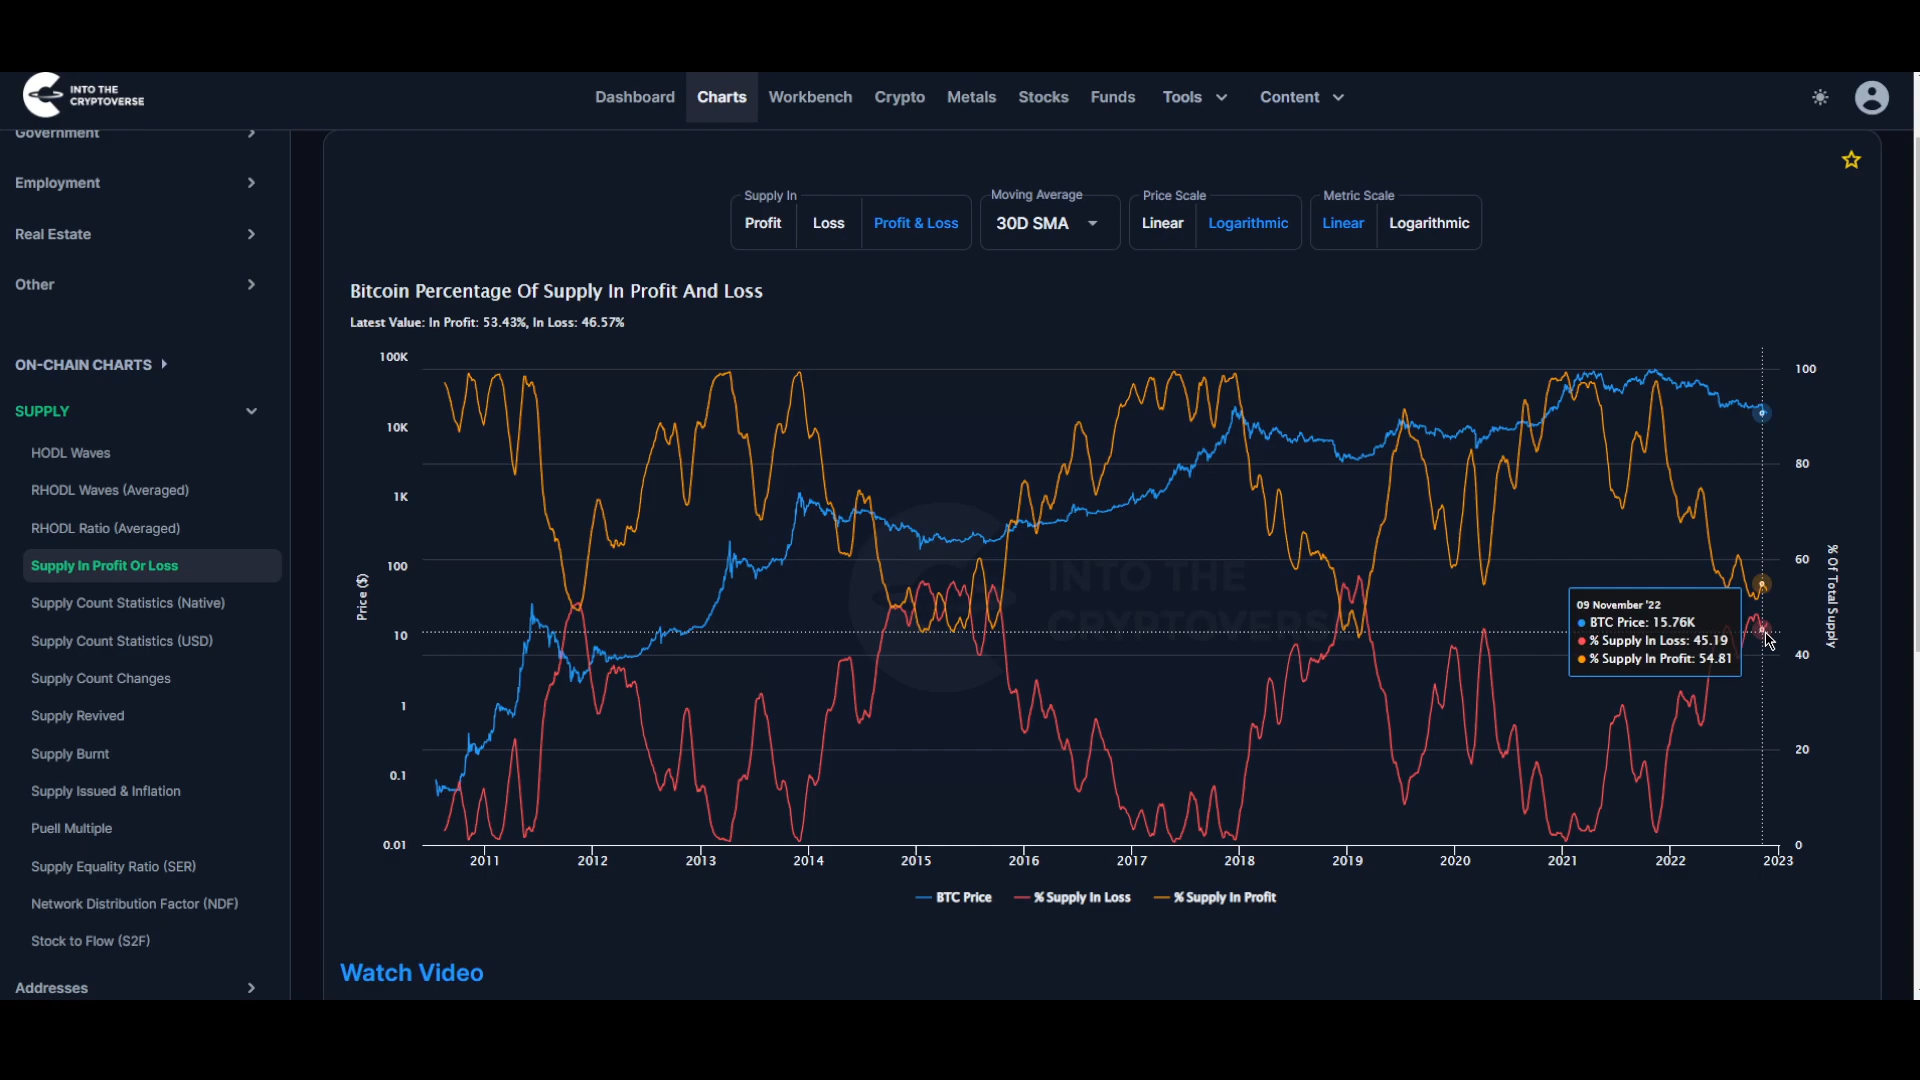 INTO THE
CRYPTOVERSE
Dashboard
Charts
Workbench
Crypto
Metals
Stocks
Funds
Tools
Content
Government
Employment
Real Estate
Other
ON-CHAIN CHARTS
SUPPLY
HODL Waves
RHODL Waves (Averaged)
RHODL Ratio (Averaged)
Supply In Profit Or Loss
Supply Count Statistics (Native)
Supply Count Statistics (USD)
Supply Count Changes
Supply Revived
Supply Burnt
Supply Issued & Inflation
Puell Multiple
Supply Equality Ratio (SER)
Network Distribution Factor (NDF)
Stock to Flow (S2F)
Addresses
Supply In
Profit
Loss
Profit & Loss
Moving Average
30D SMA
Price Scale
Linear
Logarithmic
Metric Scale
Linear
Logarithmic
Bitcoin Percentage Of Supply In Profit And Loss
Latest Value: In Profit: 53.43%, In Loss: 46.57%
100K
10K
1K
100
10
1
0.1
0.01
Price ($)
INTO THE
CRYPTOVERSE
09 November '22
BTC Price: 15.76K
% Supply In Loss: 45.19
% Supply In Profit: 54.81
100
80
60
40
20
0
% Of Total Supply
2011
2012
2013
2014
2015
2016
2017
2018
2019
2020
2021
2022
2023
BTC Price
% Supply In Loss
% Supply In Profit
Watch Video